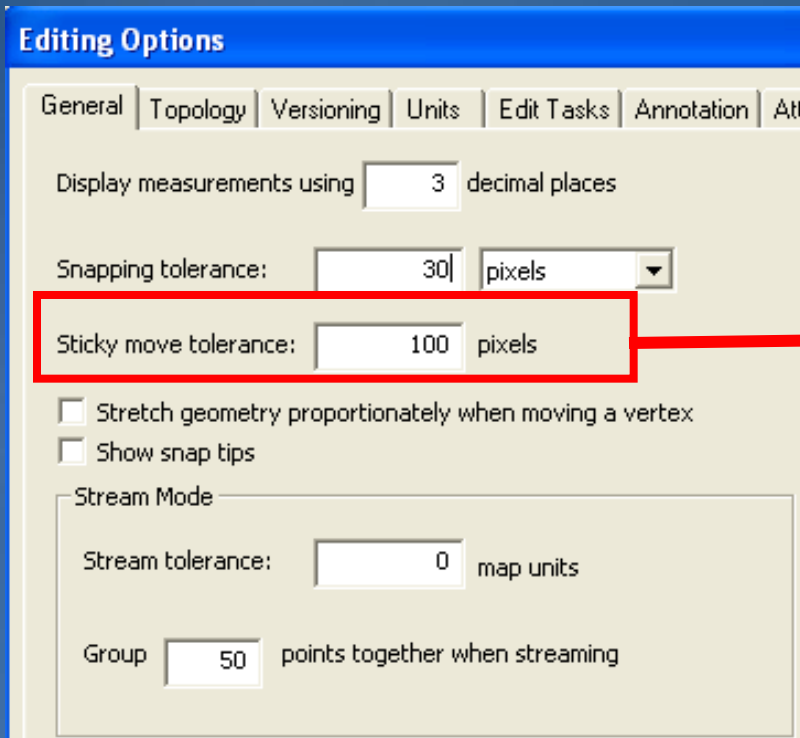 Editing Options
General Topology Versioning Units Edit Tasks Annotation Att
Display measurements using 3 decimal places
Snapping tolerance: 30 pixels
Sticky move tolerance: 100 pixels
Stretch geometry proportionately when moving a vertex
Show snap tips
Stream Mode
Stream tolerance: 0 map units
Group 50 points together when streaming